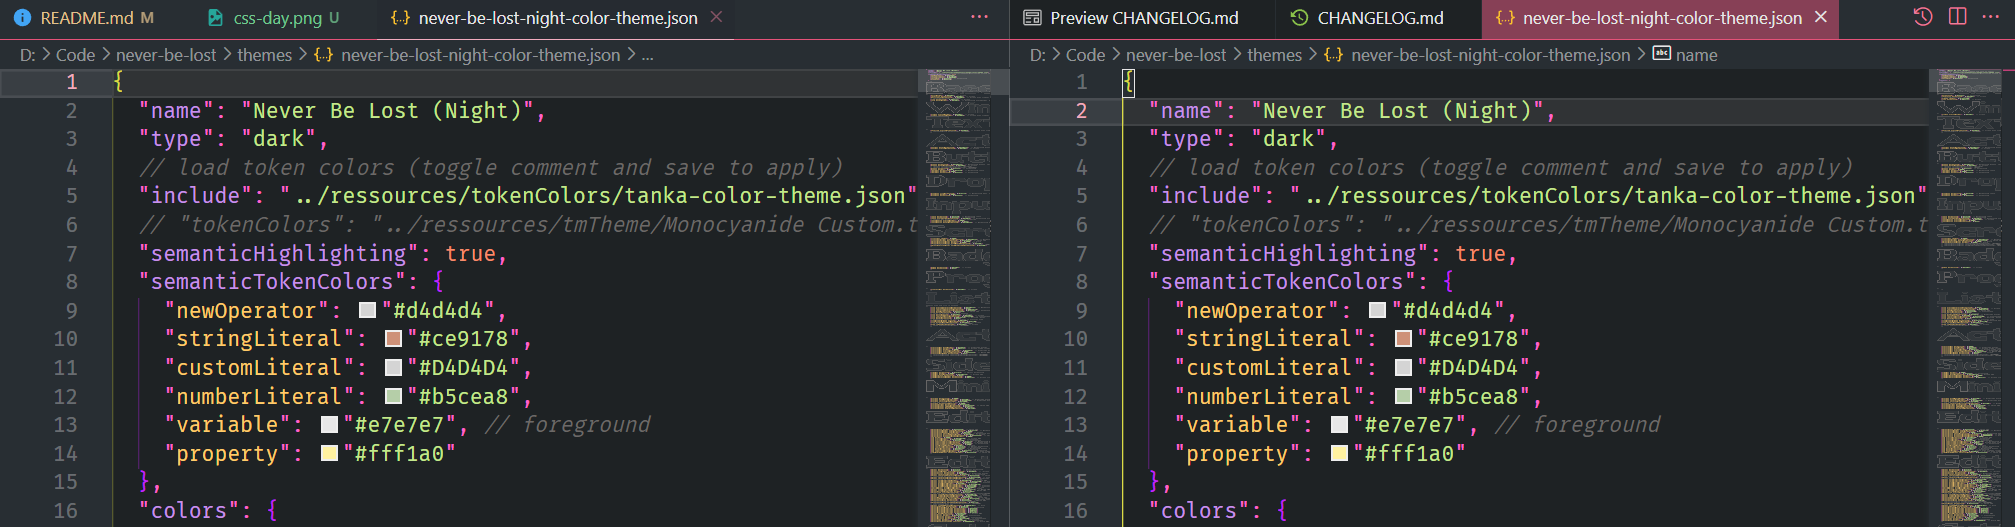 README.md M
css-day.png U
{..} never-be-lost-night-color-theme.json
D: > Code > never-be-lost > themes > {..} never-be-lost-night-color-theme.json > ...
1 {
2 "name": "Never Be Lost (Night)",
3 "type": "dark",
4 // load token colors (toggle comment and save to apply)
5 "include": "../ressources/tokenColors/tanka-color-theme.json"
6 // "tokenColors": "../ressources/tmTheme/Monocyanide Custom.t
7 "semanticHighlighting": true,
8 "semanticTokenColors": {
9 "newOperator": "#d4d4d4",
10 "stringLiteral": "#ce9178",
11 "customLiteral": "#D4D4D4",
12 "numberLiteral": "#b5cea8",
13 "variable": "#e7e7e7", // foreground
14 "property": "#fff1a0"
15 },
16 "colors": {
Preview CHANGELOG.md
CHANGELOG.md
{..} never-be-lost-night-color-theme.json
D: > Code > never-be-lost > themes > {..} never-be-lost-night-color-theme.json > abc name
1 {
2 "name": "Never Be Lost (Night)",
3 "type": "dark",
4 // load token colors (toggle comment and save to apply)
5 "include": "../ressources/tokenColors/tanka-color-theme.json"
6 // "tokenColors": "../ressources/tmTheme/Monocyanide Custom.t
7 "semanticHighlighting": true,
8 "semanticTokenColors": {
9 "newOperator": "#d4d4d4",
10 "stringLiteral": "#ce9178",
11 "customLiteral": "#D4D4D4",
12 "numberLiteral": "#b5cea8",
13 "variable": "#e7e7e7", // foreground
14 "property": "#fff1a0"
15 },
16 "colors": {